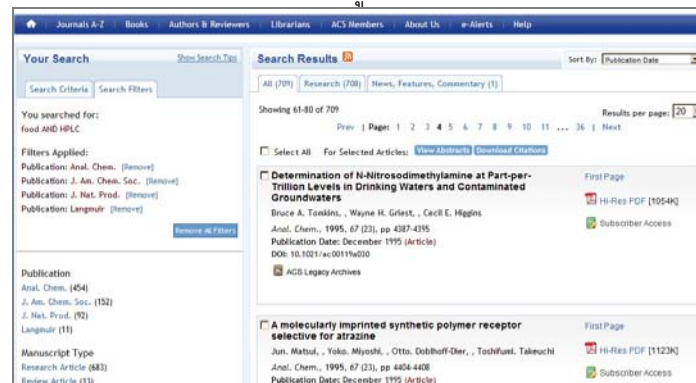 ญ
Journals A-Z Books Authors & Reviewers Librarians ACS Members About Us e-Alerts Help
Your Search
Show Search Tips
Search Criteria Search Filters
You searched for:
food AND HPLC
Filters Applied:
Publication: Anal. Chem. [Remove]
Publication: J. Am. Chem. Soc. [Remove]
Publication: J. Nat. Prod. [Remove]
Publication: Langmuir [Remove]
Remove All Filters
Publication
Anal. Chem. (454)
J. Am. Chem. Soc. (152)
J. Nat. Prod. (92)
Langmuir (11)
Manuscript Type
Research Article (683)
Review Article (13)
Search Results
Sort By: Publication Date
All (709) Research (708) News, Features, Commentary (1)
Showing 61-80 of 709
Results per page: 20
Prev | Page: 1 2 3 4 5 6 7 8 9 10 11 ... 36 | Next
Select All For Selected Articles: View Abstracts Download Citations
Determination of N-Nitrosodimethylamine at Part-per-
Trillion Levels in Drinking Waters and Contaminated
Groundwaters
Bruce A. Tomkins, , Wayne H. Griest, , Cecil E. Higgins
Anal. Chem., 1995, 67 (23), pp 4387-4395
Publication Date: December 1995 (Article)
DOI: 10.1021/ac00119a030
ACS Legacy Archives
First Page
Hi-Res PDF [1054K]
Subscriber Access
A molecularly imprinted synthetic polymer receptor
selective for atrazine
Jun. Matsui, , Yoko. Miyoshi, , Otto. Doblhoff-Dier, , Toshifumi. Takeuchi
Anal. Chem., 1995, 67 (23), pp 4404-4408
Publication Date: December 1995 (Article)
First Page
Hi-Res PDF [1123K]
Subscriber Access